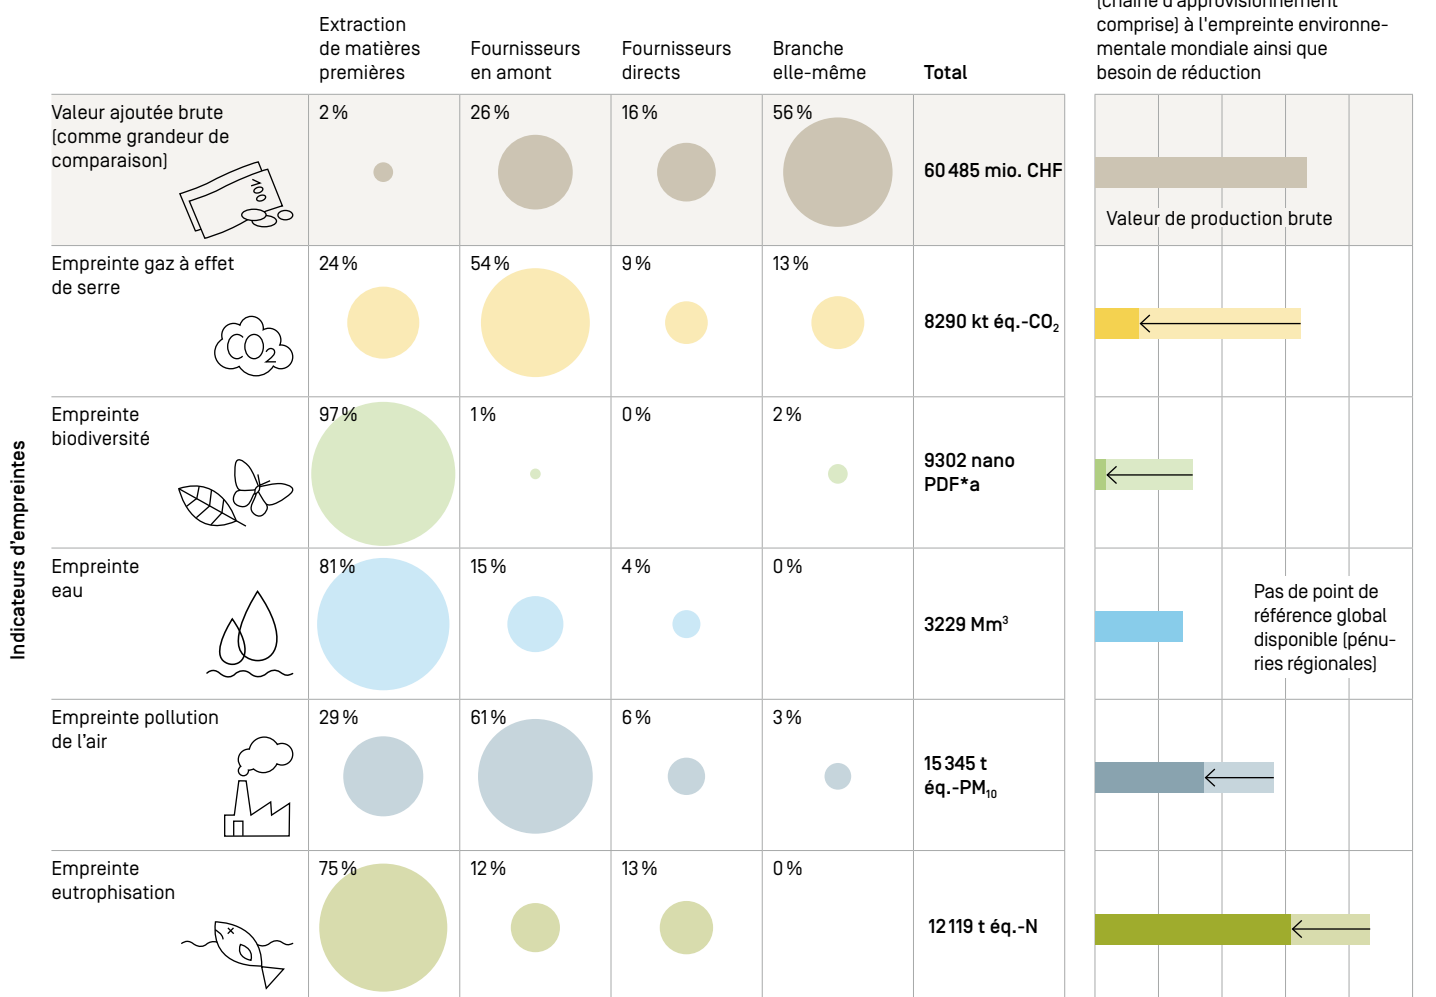 (chaîne d'approvisionnement
comprise) à l'empreinte environne-
mentale mondiale ainsi que
besoin de réduction
Extraction
de matières
premières
Fournisseurs
en amont
Fournisseurs
directs
Branche
elle-même
Total
Indicateurs d'empreintes
Valeur ajoutée brute
(comme grandeur de
comparaison)
100
2 %
26 %
16 %
56 %
60 485 mio. CHF
Valeur de production brute
Empreinte gaz à effet
de serre
CO2
24 %
54 %
9 %
13 %
8290 kt éq.-CO₂
Empreinte
biodiversité
97 %
1 %
0 %
2 %
9302 nano
PDF*a
Empreinte
eau
81 %
15 %
4 %
0 %
3229 Mm³
Pas de point de
référence global
disponible (pénu-
ries régionales)
Empreinte pollution
de l'air
29 %
61 %
6 %
3 %
15 345 t
éq.-PM₁₀
Empreinte
eutrophisation
75 %
12 %
13 %
0 %
12 119 t éq.-N